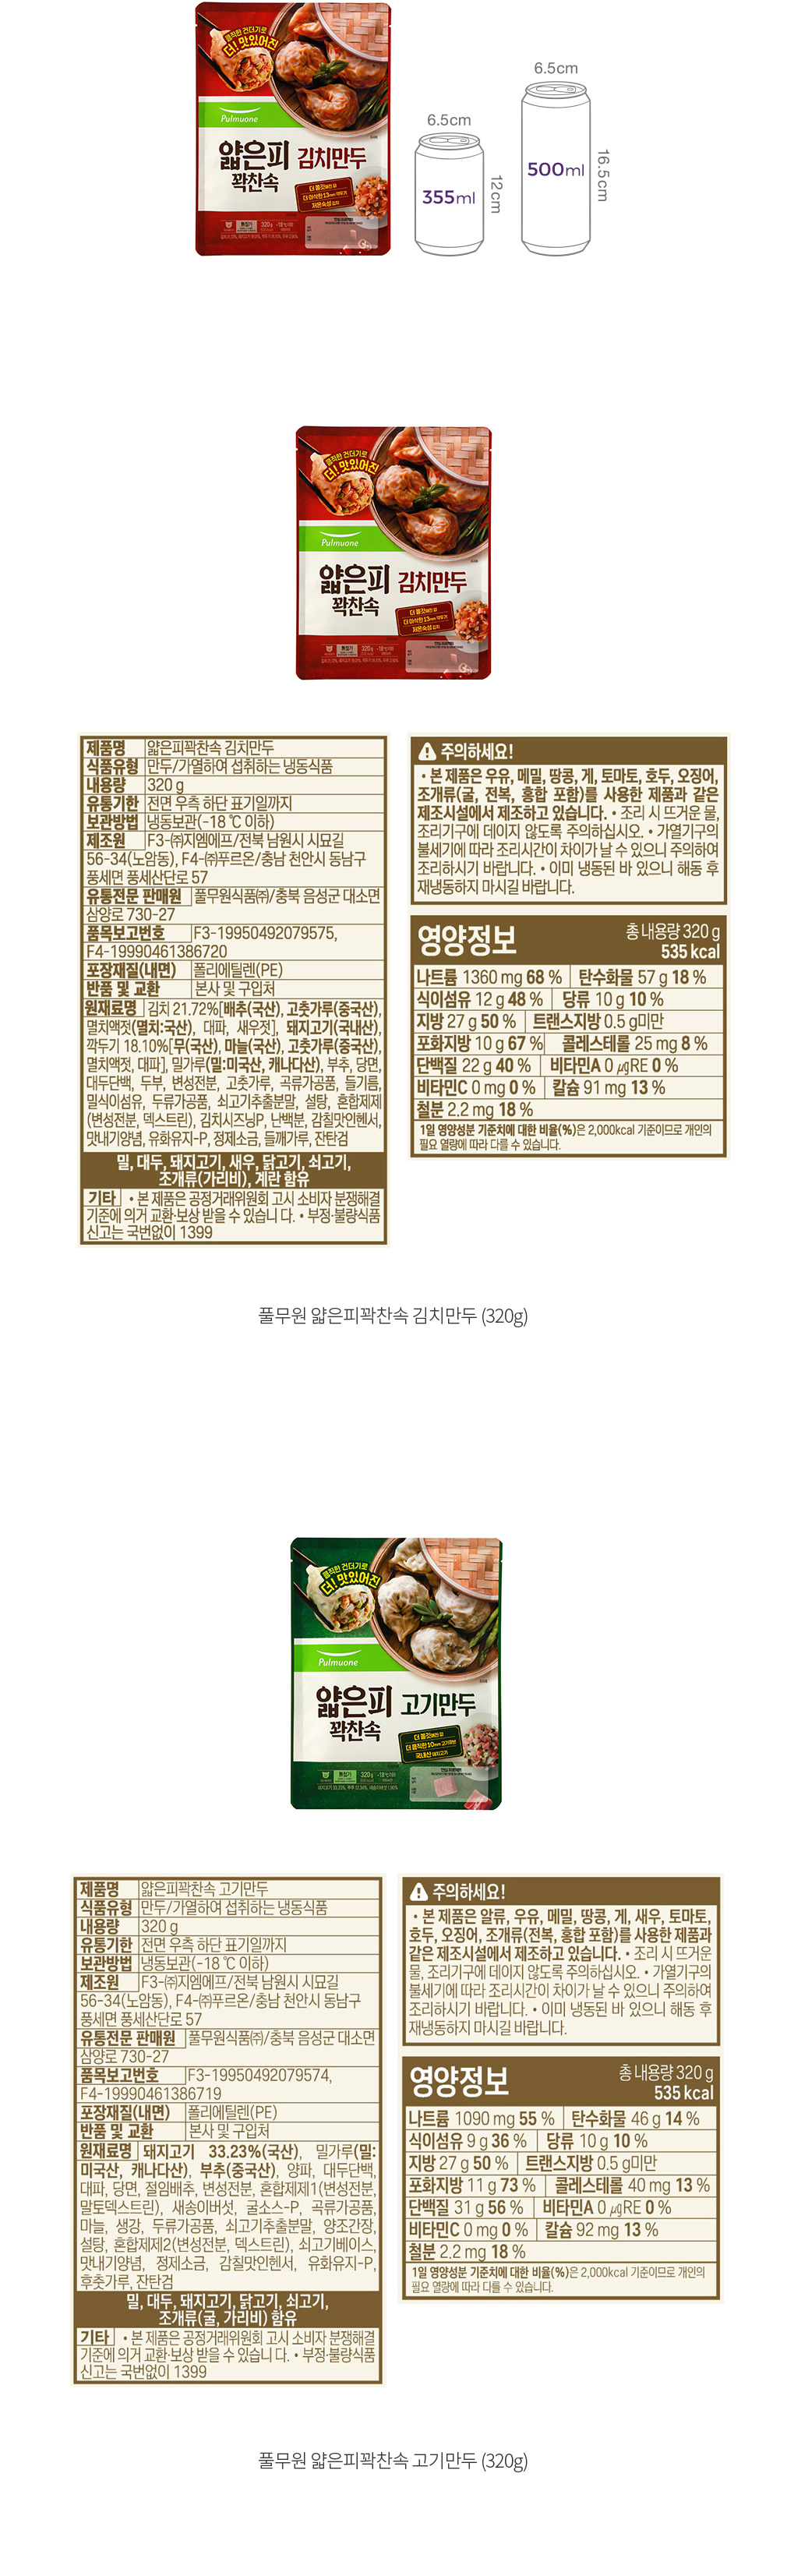 큼직한 건더기로
더! 맛있어진
Pulmuone
얇은피 김치만두
꽉찬속
더 쫄깃해진 피
더 아삭한 13mm 깍두기
저온숙성 김치
320g
6.5cm
355ml
12cm
6.5cm
500ml
16.5cm
큼직한 건더기로
더! 맛있어진
Pulmuone
얇은피 김치만두
꽉찬속
더 쫄깃해진 피
더 아삭한 13mm 깍두기
저온숙성 김치
320g
제품명 얇은피꽉찬속 김치만두
식품유형 만두/가열하여 섭취하는 냉동식품
내용량 320 g
유통기한 전면 우측 하단 표기일까지
보관방법 냉동보관(-18 ℃ 이하)
제조원 F3-㈜지엠에프/전북 남원시 시묘길
56-34(노암동), F4-㈜푸르온/충남 천안시 동남구
풍세면 풍세산단로 57
유통전문 판매원 풀무원식품㈜/충북 음성군 대소면
삼양로 730-27
품목보고번호 F3-19950492079575,
F4-19990461386720
포장재질(내면) 폴리에틸렌(PE)
반품 및 교환 본사 및 구입처
원재료명 김치 21.72%[배추(국산), 고춧가루(중국산),
멸치액젓(멸치:국산), 대파, 새우젓], 돼지고기(국내산),
깍두기 18.10%[무(국산), 마늘(국산), 고춧가루(중국산),
멸치액젓, 대파], 밀가루(밀:미국산, 캐나다산), 부추, 당면,
대두단백, 두부, 변성전분, 고춧가루, 곡류가공품, 들기름,
밀식이섬유, 두류가공품, 쇠고기추출분말, 설탕, 혼합제제
(변성전분, 덱스트린), 김치시즈닝P, 난백분, 감칠맛인헨서,
맛내기양념, 유화유지-P, 정제소금, 들깨가루, 잔탄검
밀, 대두, 돼지고기, 새우, 닭고기, 쇠고기,
조개류(가리비), 계란 함유
기타 • 본 제품은 공정거래위원회 고시 소비자 분쟁해결
기준에 의거 교환·보상 받을 수 있습니 다. • 부정·불량식품
신고는 국번없이 1399
주의하세요!
• 본 제품은 우유, 메밀, 땅콩, 게, 토마토, 호두, 오징어,
조개류(굴, 전복, 홍합 포함)를 사용한 제품과 같은
제조시설에서 제조하고 있습니다. • 조리 시 뜨거운 물,
조리기구에 데이지 않도록 주의하십시오. • 가열기구의
불세기에 따라 조리시간이 차이가 날 수 있으니 주의하여
조리하시기 바랍니다. • 이미 냉동된 바 있으니 해동 후
재냉동하지 마시길 바랍니다.
영양정보 총 내용량 320 g
535 kcal
나트륨 1360 mg 68 % 탄수화물 57 g 18 %
식이섬유 12 g 48 % 당류 10 g 10 %
지방 27 g 50 % 트랜스지방 0.5 g미만
포화지방 10 g 67 % 콜레스테롤 25 mg 8 %
단백질 22 g 40 % 비타민A 0 ㎍RE 0 %
비타민C 0 mg 0 % 칼슘 91 mg 13 %
철분 2.2 mg 18 %
1일 영양성분 기준치에 대한 비율(%)은 2,000kcal 기준이므로 개인의
필요 열량에 따라 다를 수 있습니다.
풀무원 얇은피꽉찬속 김치만두 (320g)
큼직한 건더기로
더! 맛있어진
Pulmuone
얇은피 고기만두
꽉찬속
더 쫄깃해진 피
더 큼직한 10mm 고기
국내산 돼지고기
320g
제품명 얇은피꽉찬속 고기만두
식품유형 만두/가열하여 섭취하는 냉동식품
내용량 320 g
유통기한 전면 우측 하단 표기일까지
보관방법 냉동보관(-18 ℃ 이하)
제조원 F3-㈜지엠에프/전북 남원시 시묘길
56-34(노암동), F4-㈜푸르온/충남 천안시 동남구
풍세면 풍세산단로 57
유통전문 판매원 풀무원식품㈜/충북 음성군 대소면
삼양로 730-27
품목보고번호 F3-19950492079574,
F4-19990461386719
포장재질(내면) 폴리에틸렌(PE)
반품 및 교환 본사 및 구입처
원재료명 돼지고기 33.23%(국산), 밀가루(밀:
미국산, 캐나다산), 부추(중국산), 양파, 대두단백,
대파, 당면, 절임배추, 변성전분, 혼합제제1(변성전분,
말토덱스트린), 새송이버섯, 굴소스-P, 곡류가공품,
마늘, 생강, 두류가공품, 쇠고기추출분말, 양조간장,
설탕, 혼합제제2(변성전분, 덱스트린), 쇠고기베이스,
맛내기양념, 정제소금, 감칠맛인헨서, 유화유지-P,
후춧가루, 잔탄검
밀, 대두, 돼지고기, 닭고기, 쇠고기,
조개류(굴, 가리비) 함유
기타 • 본 제품은 공정거래위원회 고시 소비자 분쟁해결
기준에 의거 교환·보상 받을 수 있습니 다. • 부정·불량식품
신고는 국번없이 1399
주의하세요!
• 본 제품은 알류, 우유, 메밀, 땅콩, 게, 새우, 토마토,
호두, 오징어, 조개류(전복, 홍합 포함)를 사용한 제품과
같은 제조시설에서 제조하고 있습니다. • 조리 시 뜨거운
물, 조리기구에 데이지 않도록 주의하십시오. • 가열기구의
불세기에 따라 조리시간이 차이가 날 수 있으니 주의하여
조리하시기 바랍니다. • 이미 냉동된 바 있으니 해동 후
재냉동하지 마시길 바랍니다.
영양정보 총 내용량 320 g
535 kcal
나트륨 1090 mg 55 % 탄수화물 46 g 14 %
식이섬유 9 g 36 % 당류 10 g 10 %
지방 27 g 50 % 트랜스지방 0.5 g미만
포화지방 11 g 73 % 콜레스테롤 40 mg 13 %
단백질 31 g 56 % 비타민A 0 ㎍RE 0 %
비타민C 0 mg 0 % 칼슘 92 mg 13 %
철분 2.2 mg 18 %
1일 영양성분 기준치에 대한 비율(%)은 2,000kcal 기준이므로 개인의
필요 열량에 따라 다를 수 있습니다.
풀무원 얇은피꽉찬속 고기만두 (320g)